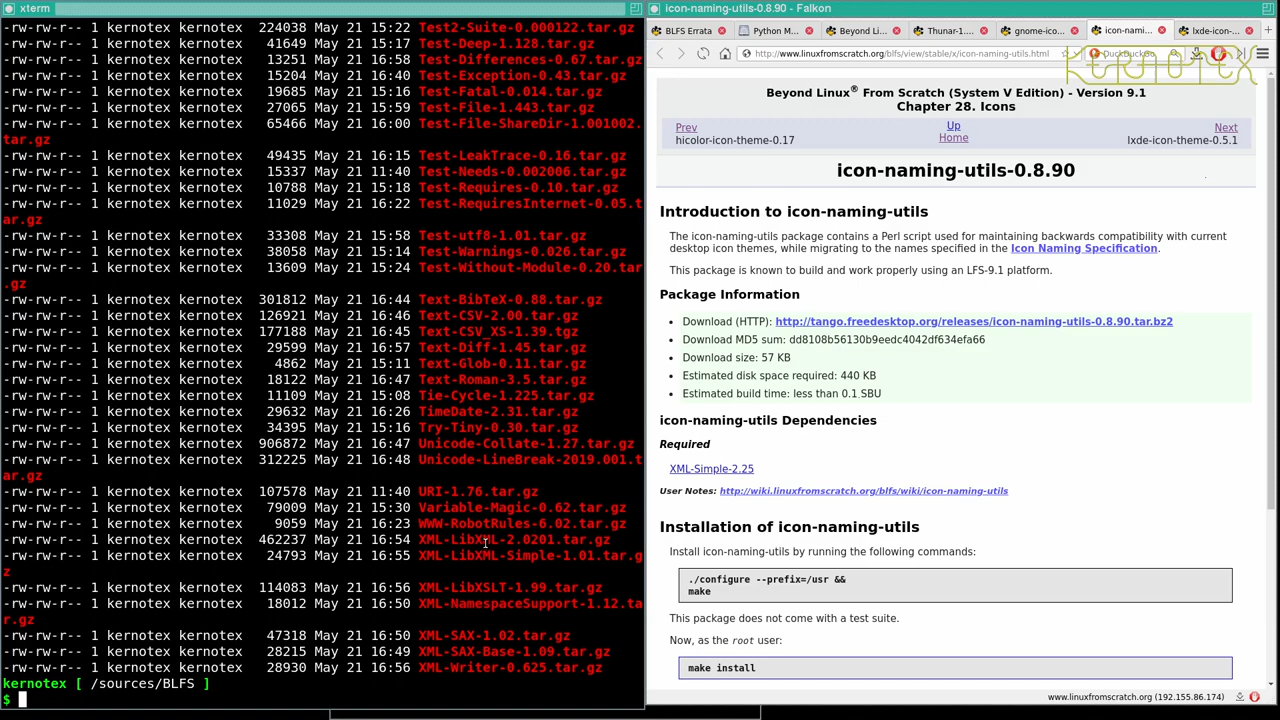 xterm
-rw-rw-r-- 1 kernotex kernotex 224038 May 21 15:22 Test2-Suite-0.000122.tar.gz
-rw-rw-r-- 1 kernotex kernotex 41649 May 21 15:17 Test-Deep-1.128.tar.gz
-rw-rw-r-- 1 kernotex kernotex 13251 May 21 16:58 Test-Differences-0.67.tar.gz
-rw-rw-r-- 1 kernotex kernotex 15204 May 21 16:40 Test-Exception-0.43.tar.gz
-rw-rw-r-- 1 kernotex kernotex 19685 May 21 15:16 Test-Fatal-0.014.tar.gz
-rw-rw-r-- 1 kernotex kernotex 27065 May 21 15:59 Test-File-1.443.tar.gz
-rw-rw-r-- 1 kernotex kernotex 65466 May 21 16:00 Test-File-ShareDir-1.001002.
tar.gz
-rw-rw-r-- 1 kernotex kernotex 49435 May 21 16:15 Test-LeakTrace-0.16.tar.gz
-rw-rw-r-- 1 kernotex kernotex 15337 May 21 11:40 Test-Needs-0.002006.tar.gz
-rw-rw-r-- 1 kernotex kernotex 10788 May 21 15:18 Test-Requires-0.10.tar.gz
-rw-rw-r-- 1 kernotex kernotex 11029 May 21 16:22 Test-RequiresInternet-0.05.t
ar.gz
-rw-rw-r-- 1 kernotex kernotex 33308 May 21 15:58 Test-utf8-1.01.tar.gz
-rw-rw-r-- 1 kernotex kernotex 38058 May 21 15:14 Test-Warnings-0.026.tar.gz
-rw-rw-r-- 1 kernotex kernotex 13609 May 21 15:24 Test-Without-Module-0.20.tar
.gz
-rw-rw-r-- 1 kernotex kernotex 301812 May 21 16:44 Text-BibTeX-0.88.tar.gz
-rw-rw-r-- 1 kernotex kernotex 126921 May 21 16:46 Text-CSV-2.00.tar.gz
-rw-rw-r-- 1 kernotex kernotex 177188 May 21 16:45 Text-CSV_XS-1.39.tgz
-rw-rw-r-- 1 kernotex kernotex 29599 May 21 16:57 Text-Diff-1.45.tar.gz
-rw-rw-r-- 1 kernotex kernotex 4862 May 21 15:11 Text-Glob-0.11.tar.gz
-rw-rw-r-- 1 kernotex kernotex 18122 May 21 16:47 Text-Roman-3.5.tar.gz
-rw-rw-r-- 1 kernotex kernotex 11109 May 21 15:08 Tie-Cycle-1.225.tar.gz
-rw-rw-r-- 1 kernotex kernotex 29632 May 21 16:26 TimeDate-2.31.tar.gz
-rw-rw-r-- 1 kernotex kernotex 34395 May 21 15:16 Try-Tiny-0.30.tar.gz
-rw-rw-r-- 1 kernotex kernotex 906872 May 21 16:47 Unicode-Collate-1.27.tar.gz
-rw-rw-r-- 1 kernotex kernotex 312225 May 21 16:48 Unicode-LineBreak-2019.001.t
ar.gz
-rw-rw-r-- 1 kernotex kernotex 107578 May 21 11:40 URI-1.76.tar.gz
-rw-rw-r-- 1 kernotex kernotex 79009 May 21 15:30 Variable-Magic-0.62.tar.gz
-rw-rw-r-- 1 kernotex kernotex 9059 May 21 16:23 WWW-RobotRules-6.02.tar.gz
-rw-rw-r-- 1 kernotex kernotex 462237 May 21 16:54 XML-LibXML-2.0201.tar.gz
-rw-rw-r-- 1 kernotex kernotex 24793 May 21 16:55 XML-LibXML-Simple-1.01.tar.g
z
-rw-rw-r-- 1 kernotex kernotex 114083 May 21 16:56 XML-LibXSLT-1.99.tar.gz
-rw-rw-r-- 1 kernotex kernotex 18012 May 21 16:50 XML-NamespaceSupport-1.12.ta
r.gz
-rw-rw-r-- 1 kernotex kernotex 47318 May 21 16:50 XML-SAX-1.02.tar.gz
-rw-rw-r-- 1 kernotex kernotex 28215 May 21 16:49 XML-SAX-Base-1.09.tar.gz
-rw-rw-r-- 1 kernotex kernotex 28930 May 21 16:56 XML-Writer-0.625.tar.gz
kernotex [ /sources/BLFS ]
$
icon-naming-utils-0.8.90 - Falkon
BLFS Errata
Python M...
Beyond Li...
Thunar-1....
gnome-ico...
icon-nami...
lxde-icon-...
http://www.linuxfromscratch.org/blfs/view/stable/x/icon-naming-utils.html
DuckDuckGo
KERNOTEX
Beyond Linux® From Scratch (System V Edition) - Version 9.1
Chapter 28. Icons
Prev Up Next
hicolor-icon-theme-0.17 Home lxde-icon-theme-0.5.1
icon-naming-utils-0.8.90
Introduction to icon-naming-utils
The icon-naming-utils package contains a Perl script used for maintaining backwards compatibility with current
desktop icon themes, while migrating to the names specified in the Icon Naming Specification.
This package is known to build and work properly using an LFS-9.1 platform.
Package Information
• Download (HTTP): http://tango.freedesktop.org/releases/icon-naming-utils-0.8.90.tar.bz2
• Download MD5 sum: dd8108b56130b9eedc4042df634efa66
• Download size: 57 KB
• Estimated disk space required: 440 KB
• Estimated build time: less than 0.1 SBU
icon-naming-utils Dependencies
Required
XML-Simple-2.25
User Notes: http://wiki.linuxfromscratch.org/blfs/wiki/icon-naming-utils
Installation of icon-naming-utils
Install icon-naming-utils by running the following commands:
./configure --prefix=/usr &&
make
This package does not come with a test suite.
Now, as the root user:
make install
www.linuxfromscratch.org (192.155.86.174)